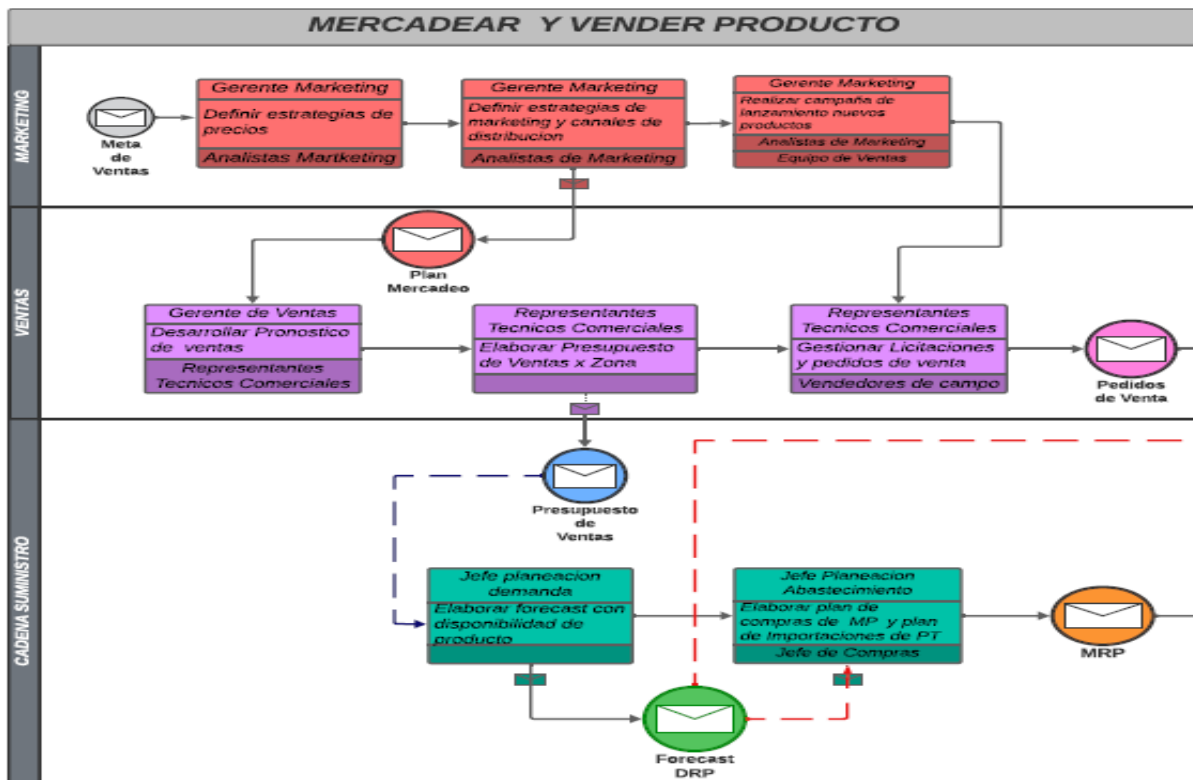 MERCADEAR Y VENDER PRODUCTO
MARKETING
Meta
de
Ventas
Gerente Marketing
Definir estrategias de
precios
Analistas Martketing
Gerente Marketing
Definir estrategias de
marketing y canales de
distribucion
Analistas de Marketing
Gerente Marketing
Realizar campaña de
lanzamiento nuevos
productos
Analistas de Marketing
Equipo de Ventas
VENTAS
Plan
Mercadeo
Gerente de Ventas
Desarrollar Pronostico
de ventas
Representantes
Tecnicos Comerciales
Representantes
Tecnicos Comerciales
Elaborar Presupuesto
de Ventas x Zona
Representantes
Tecnicos Comerciales
Gestionar Licitaciones
y pedidos de venta
Vendedores de campo
Pedidos
de Venta
CADENA SUMINISTRO
Presupuesto
de
Ventas
Jefe planeacion
demanda
Elaborar forecast con
disponibilidad de
producto
Jefe Planeacion
Abastecimiento
Elaborar plan de
compras de MP y plan
de Importaciones de PT
Jefe de Compras
MRP
Forecast
DRP